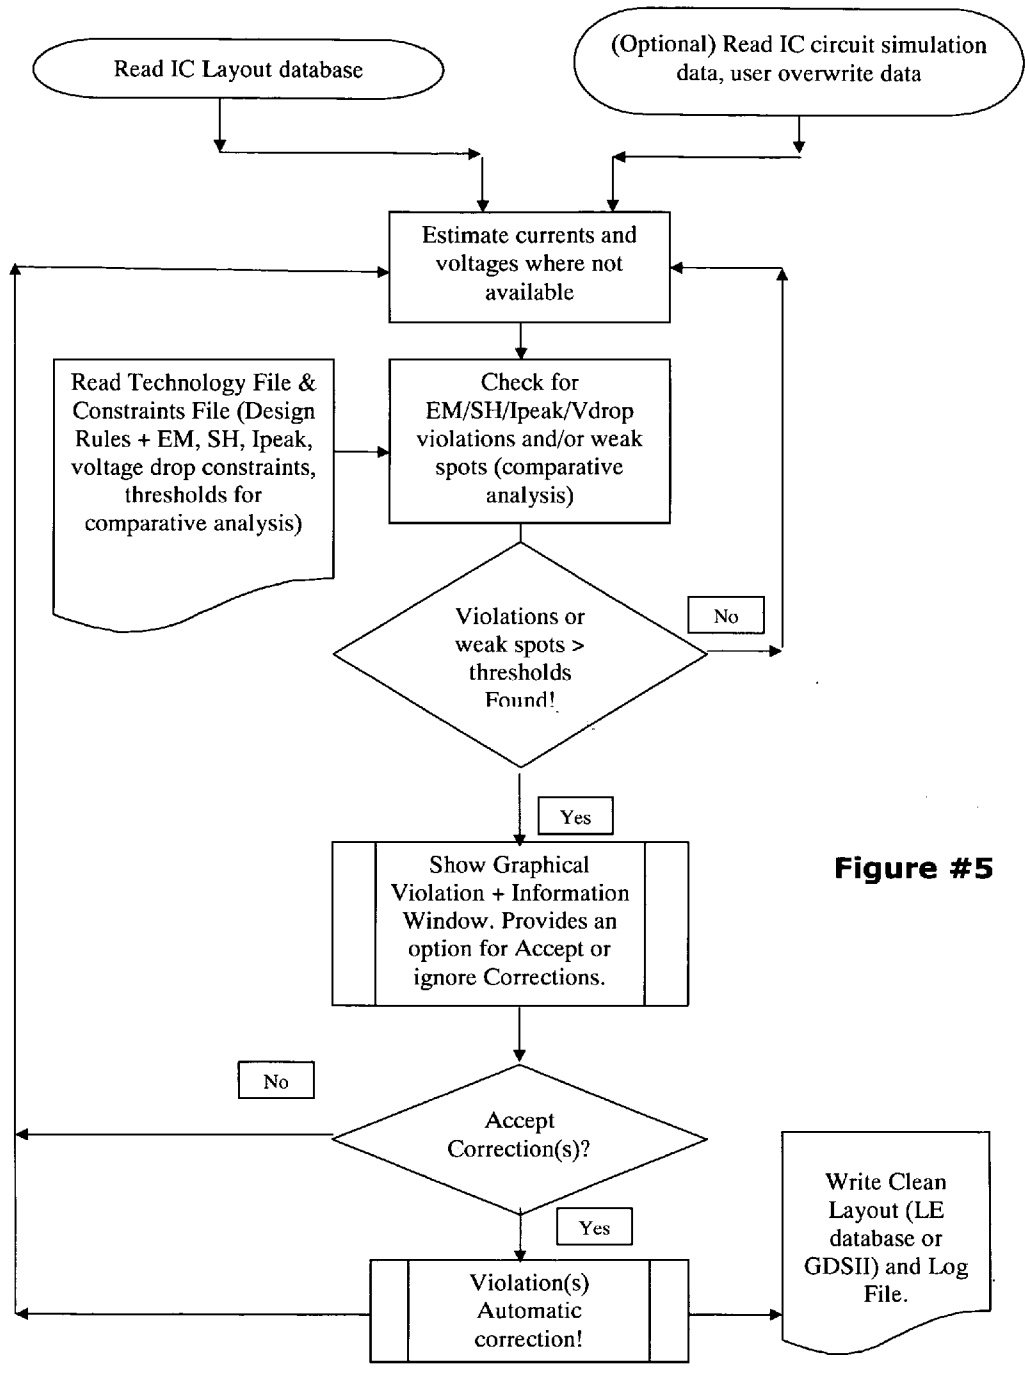 Read IC Layout database
(Optional) Read IC circuit simulation
data, user overwrite data
Estimate currents and
voltages where not
available
Read Technology File &
Constraints File (Design
Rules + EM, SH, Ipeak,
voltage drop constraints,
thresholds for
comparative analysis)
Check for
EM/SH/Ipeak/Vdrop
violations and/or weak
spots (comparative
analysis)
Violations or
weak spots >
thresholds
Found!
No
Yes
Show Graphical
Violation + Information
Window. Provides an
option for Accept or
ignore Corrections.
Figure #5
No
Accept
Correction(s)?
Yes
Violation(s)
Automatic
correction!
Write Clean
Layout (LE
database or
GDSII) and Log
File.